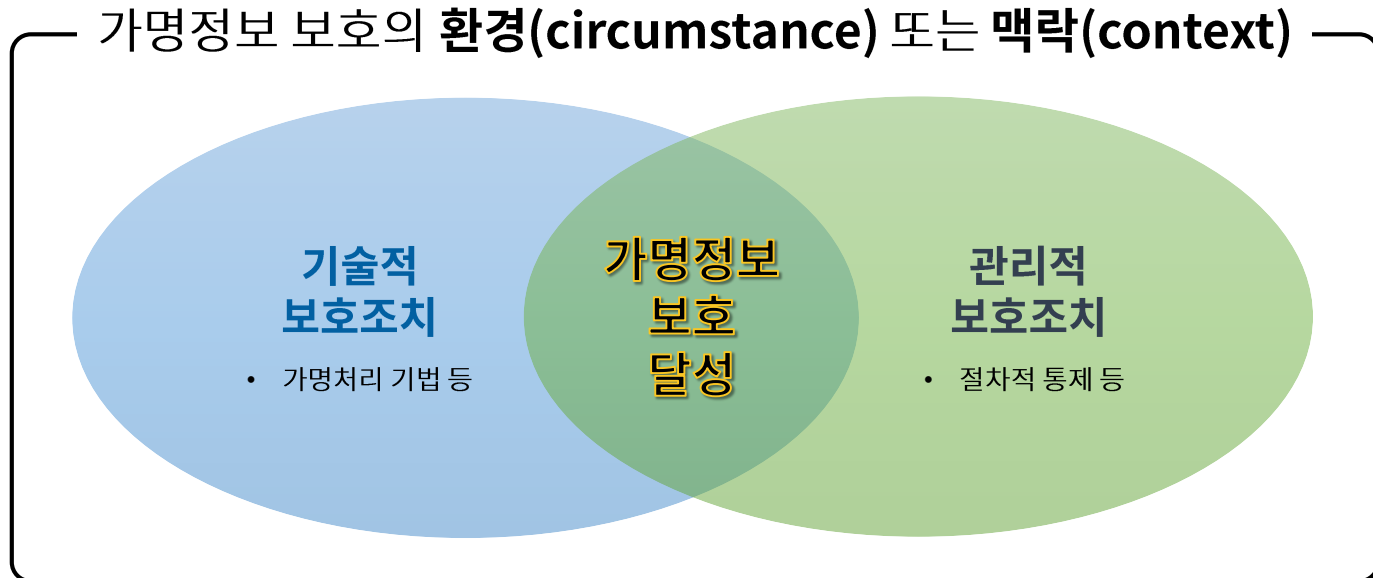 가명정보 보호의 환경(circumstance) 또는 맥락(context)
기술적
보호조치
• 가명처리 기법 등
가명정보
보호
달성
관리적
보호조치
• 절차적 통제 등